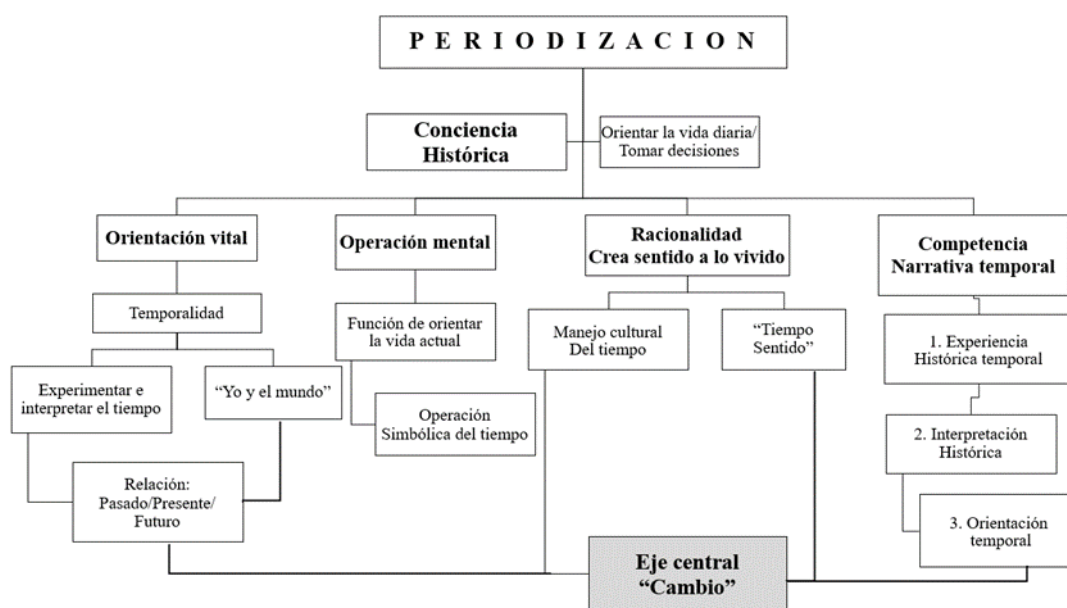 P E R I O D I Z A C I O N
Conciencia
Histórica
Orientar la vida diaria/
Tomar decisiones
Orientación vital
Operación mental
Racionalidad
Crea sentido a lo vivido
Competencia
Narrativa temporal
Temporalidad
Función de orientar
la vida actual
Manejo cultural
Del tiempo
“Tiempo
Sentido”
1. Experiencia
Histórica temporal
Experimentar e
interpretar el tiempo
“Yo y el mundo”
Operación
Simbólica del tiempo
2. Interpretación
Histórica
Relación:
Pasado/Presente/
Futuro
3. Orientación
temporal
Eje central
“Cambio”